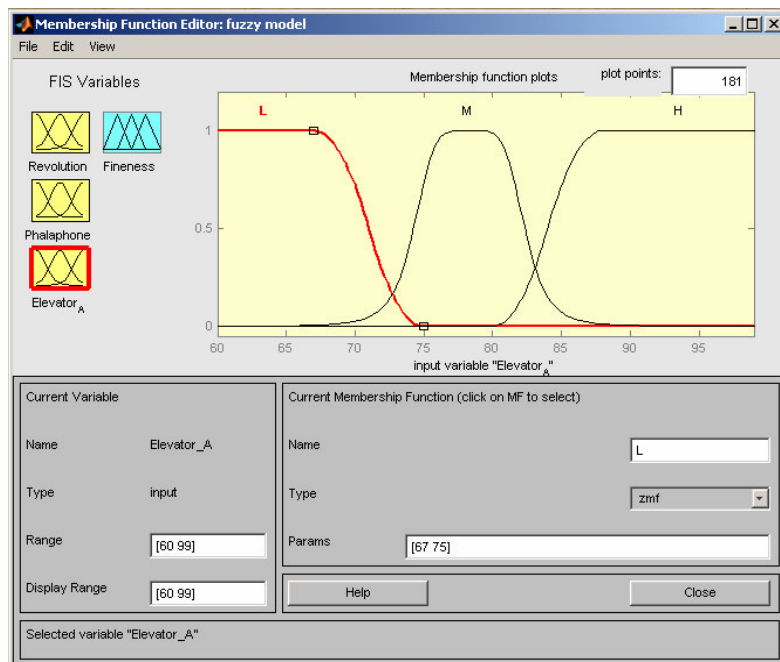 Membership Function Editor: fuzzy model
File Edit View
FIS Variables
Membership function plots
plot points:
181
Revolution
Fineness
Phalaphone
Elevator_A
L
M
H
1
0.5
0
60 65 70 75 80 85 90 95
input variable "Elevator_A"
Current Variable
Name Elevator_A
Type input
Range [60 99]
Display Range [60 99]
Current Membership Function (click on MF to select)
Name L
Type zmf
Params [67 75]
Help
Close
Selected variable "Elevator_A"